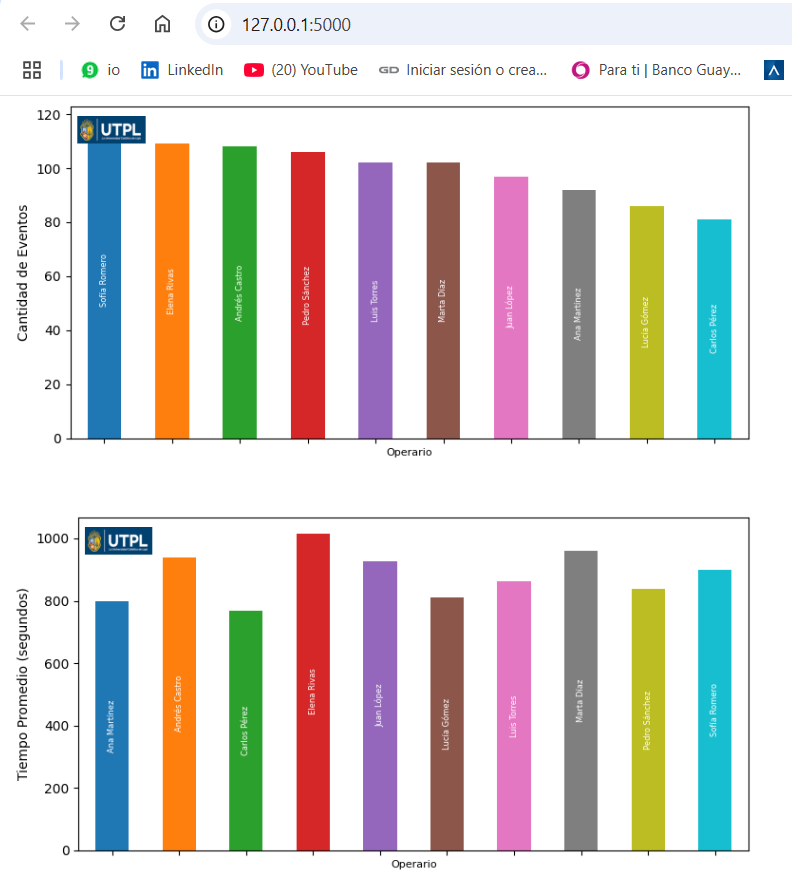 127.0.0.1:5000
io
LinkedIn
(20) YouTube
GD
Iniciar sesión o crea...
Para ti | Banco Guay...
120
100
80
60
40
20
0
Cantidad de Eventos
UTPL
Sofía Romero
Elena Rivas
Andrés Castro
Pedro Sánchez
Luis Torres
Marta Díaz
Juan López
Ana Martínez
Lucía Gómez
Carlos Pérez
Operario
1000
800
600
400
200
0
Tiempo Promedio (segundos)
UTPL
Ana Martínez
Andrés Castro
Carlos Pérez
Elena Rivas
Juan López
Lucía Gómez
Luis Torres
Marta Díaz
Pedro Sánchez
Sofía Romero
Operario